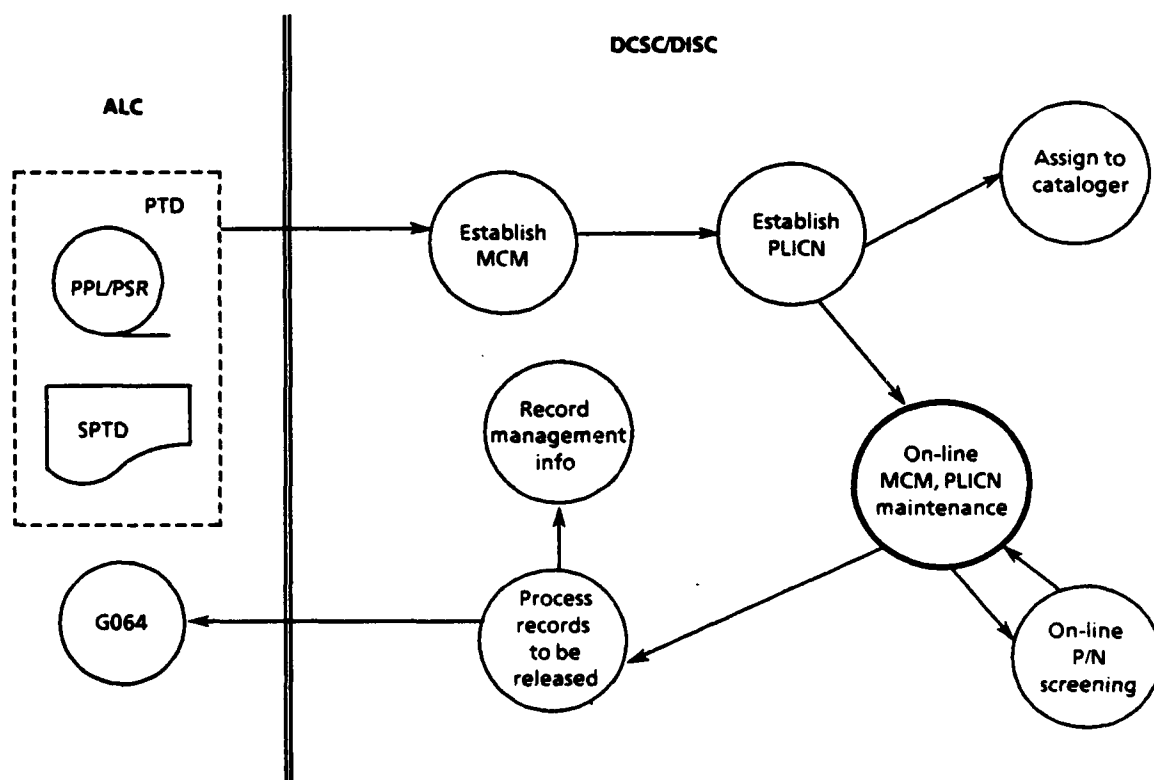 DCSC/DISC
ALC
PTD
PPL/PSR
SPTD
G064
Establish
MCM
Establish
PLICN
Assign to
cataloger
Record
management
info
On-line
MCM, PLICN
maintenance
Process
records
to be
released
On-line
P/N
screening